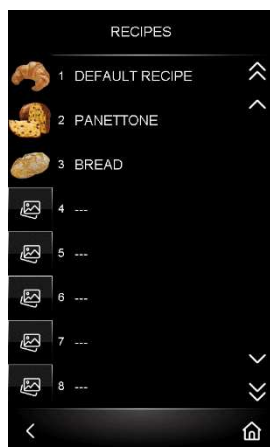 RECIPES
1 DEFAULT RECIPE
2 PANETTONE
3 BREAD
4 ---
5 ---
6 ---
7 ---
8 ---